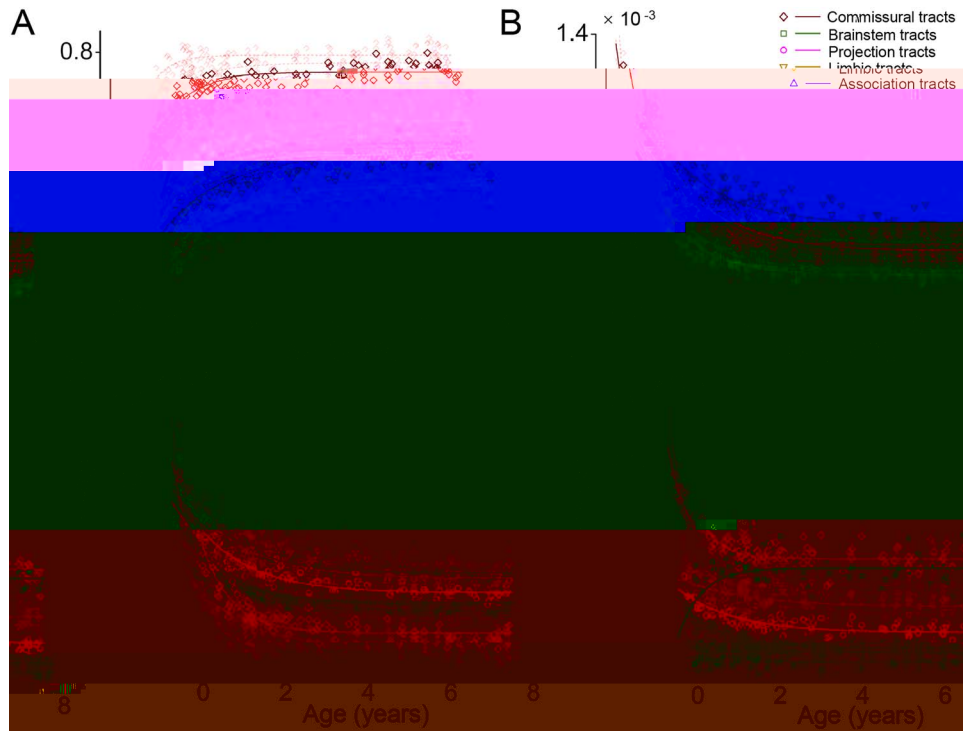 A
B
0.8
1.4
× 10⁻³
Commissural tracts
Brainstem tracts
Projection tracts
Limbic tracts
Association tracts
8 0 2 4 6 8 0 2 4 6
Age (years) Age (years)